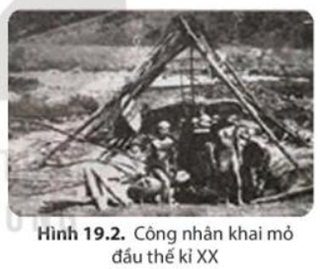 Hình 19.2. Công nhân khai mỏ
đầu thế kỉ XX